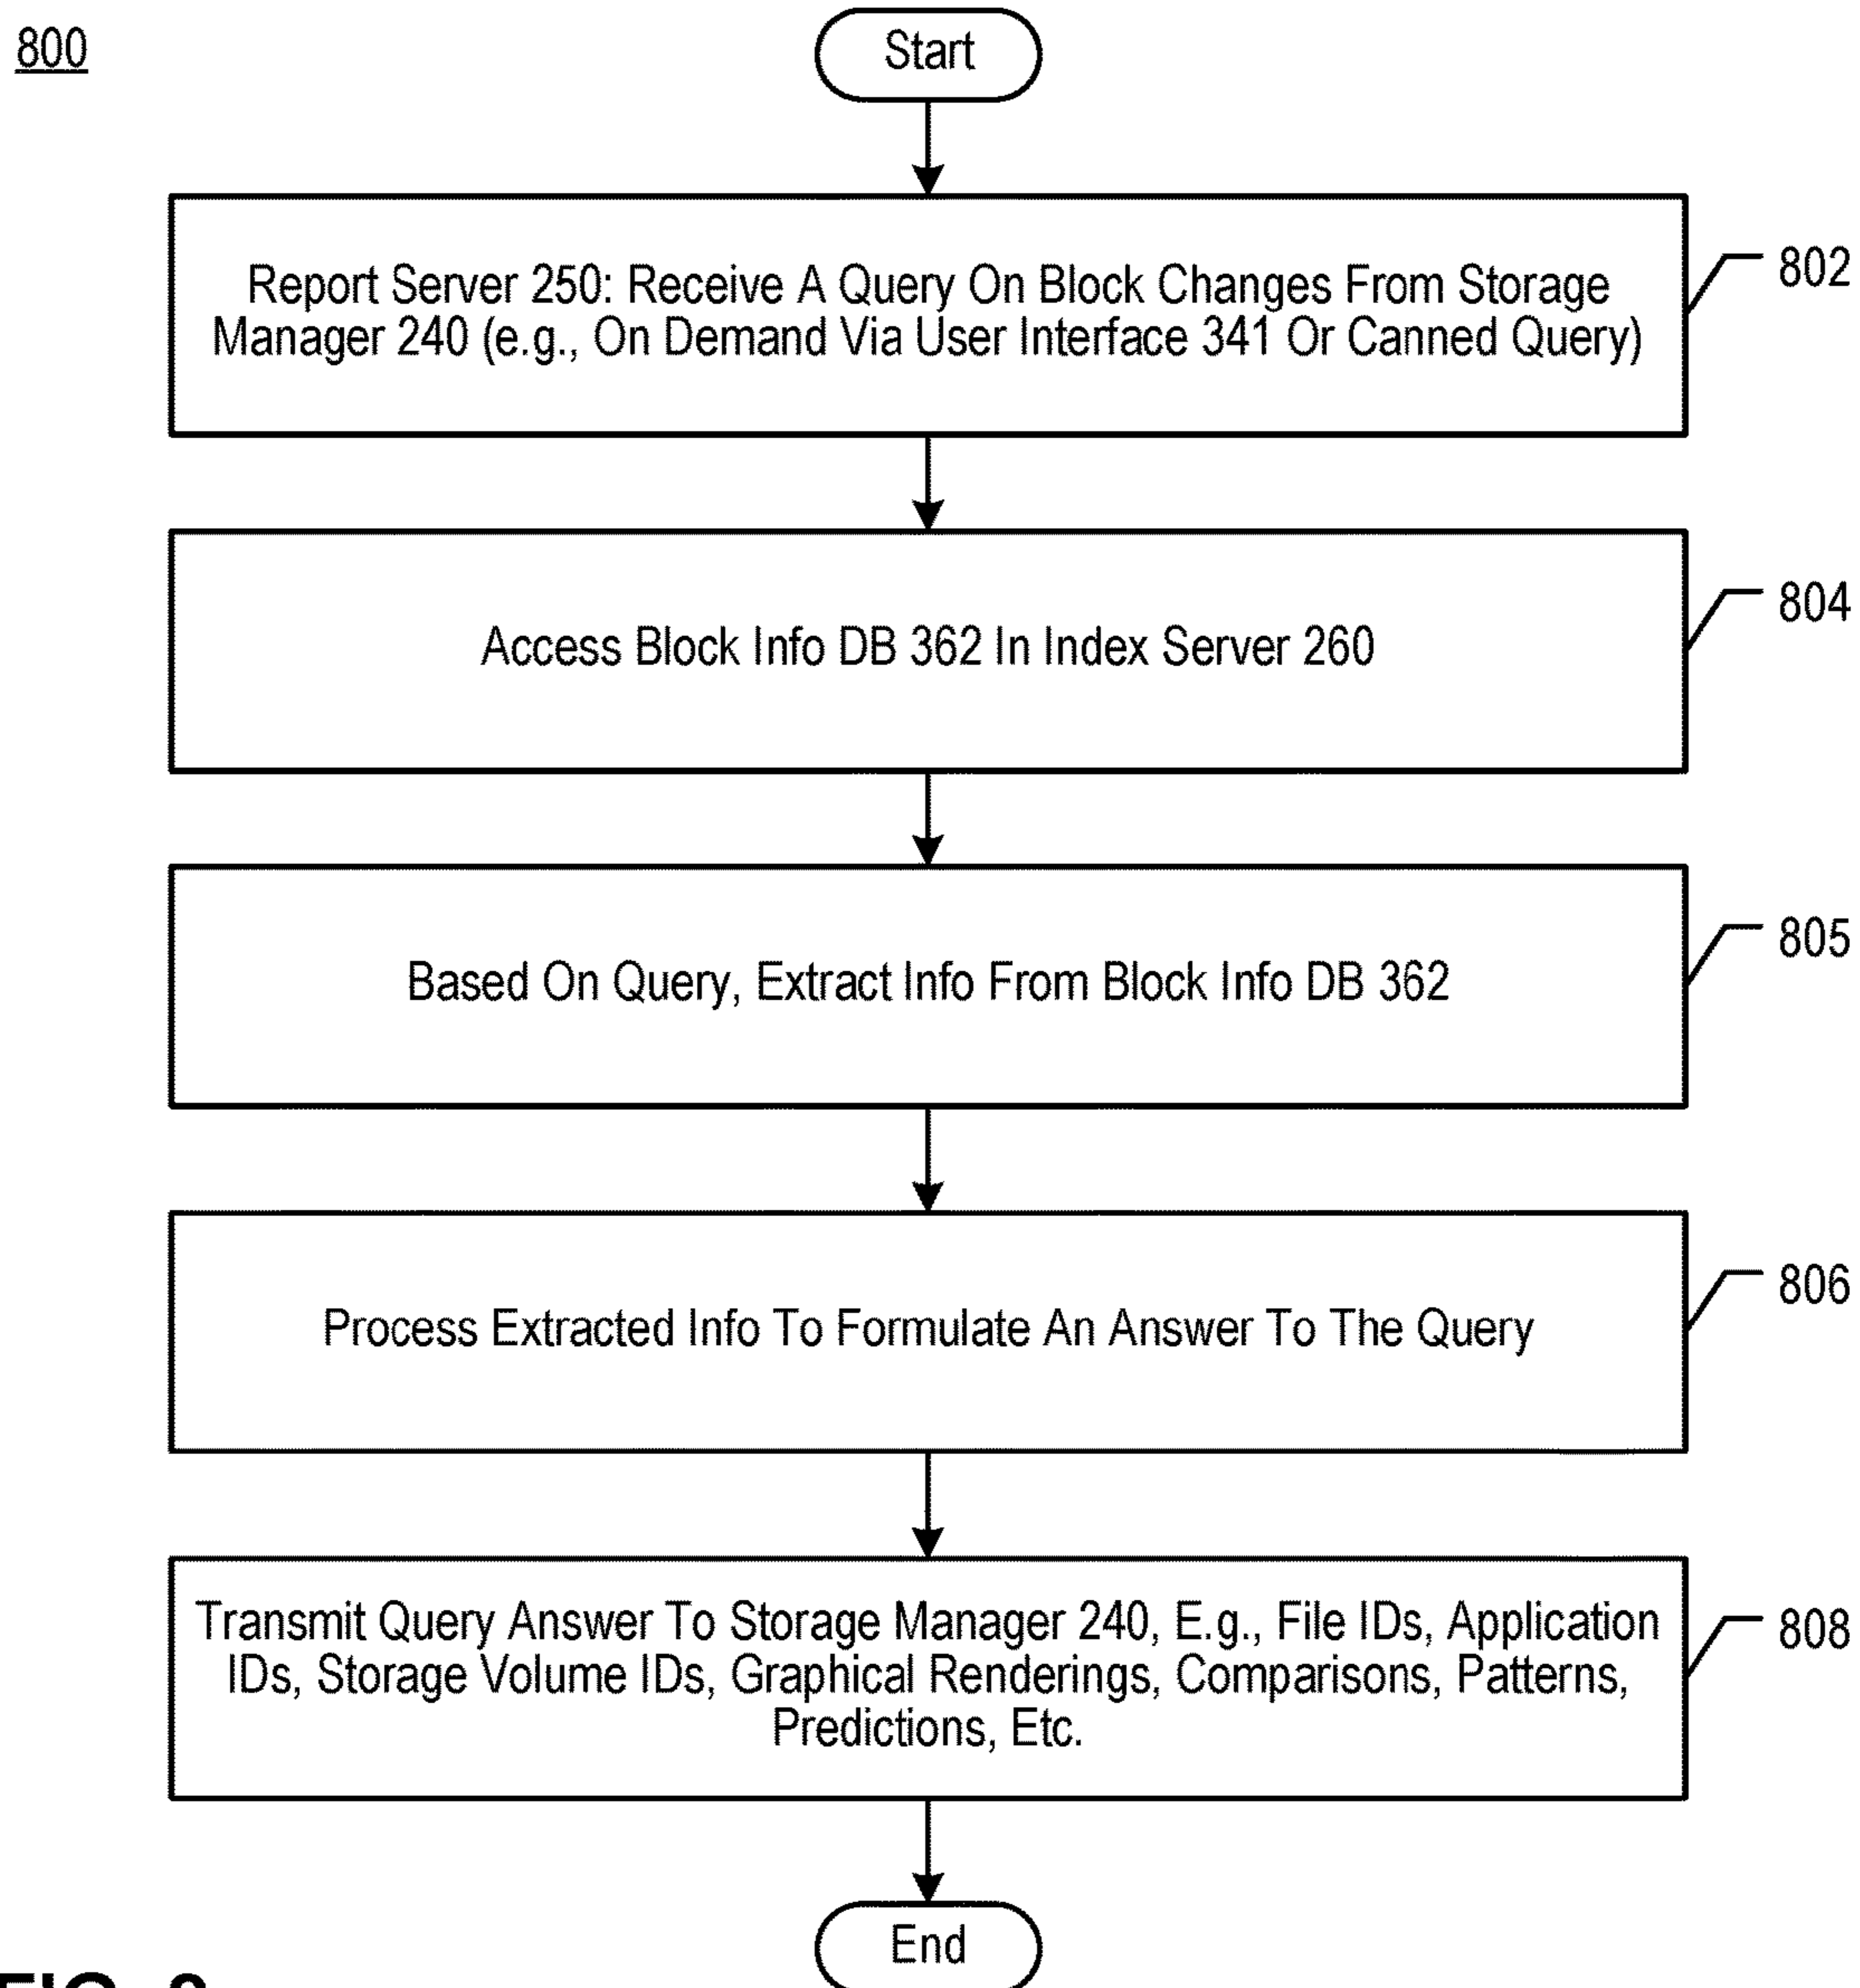 800
Start
Report Server 250: Receive A Query On Block Changes From Storage
Manager 240 (e.g., On Demand Via User Interface 341 Or Canned Query)
802
Access Block Info DB 362 In Index Server 260
804
Based On Query, Extract Info From Block Info DB 362
805
Process Extracted Info To Formulate An Answer To The Query
806
Transmit Query Answer To Storage Manager 240, E.g., File IDs, Application
IDs, Storage Volume IDs, Graphical Renderings, Comparisons, Patterns,
Predictions, Etc.
808
End